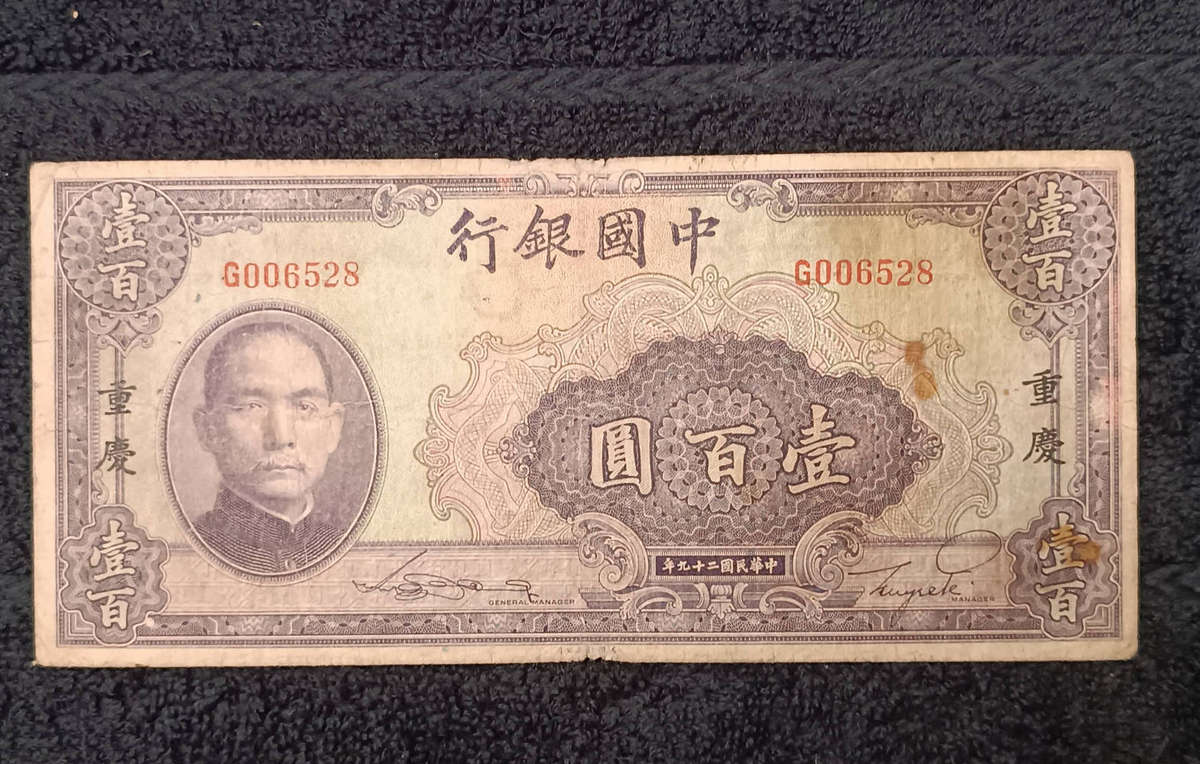 中國銀行
壹百
壹百
G006528
G006528
重慶
重慶
壹百圓
中華民國二十九年
壹百
壹百
GENERAL MANAGER
MANAGER